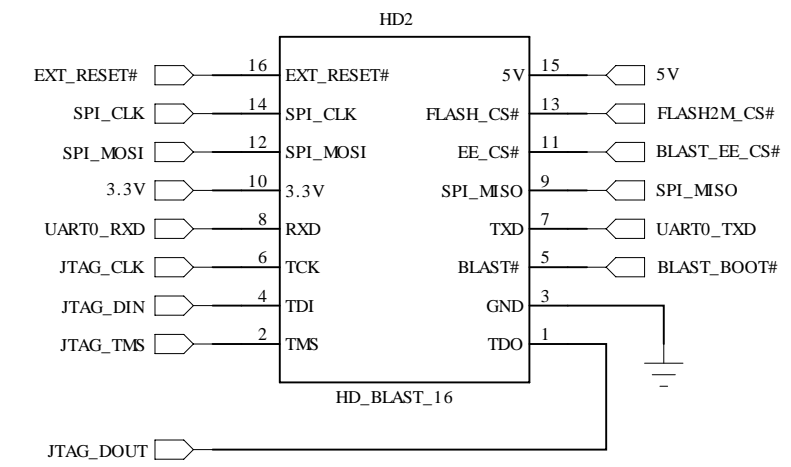 HD2
EXT_RESET# 16 EXT_RESET# 5V 15 5V
SPI_CLK 14 SPI_CLK FLASH_CS# 13 FLASH2M_CS#
SPI_MOSI 12 SPI_MOSI EE_CS# 11 BLAST_EE_CS#
3.3V 10 3.3V SPI_MISO 9 SPI_MISO
UART0_RXD 8 RXD TXD 7 UART0_TXD
JTAG_CLK 6 TCK BLAST# 5 BLAST_BOOT#
JTAG_DIN 4 TDI GND 3
JTAG_TMS 2 TMS TDO 1
HD_BLAST_16
JTAG_DOUT